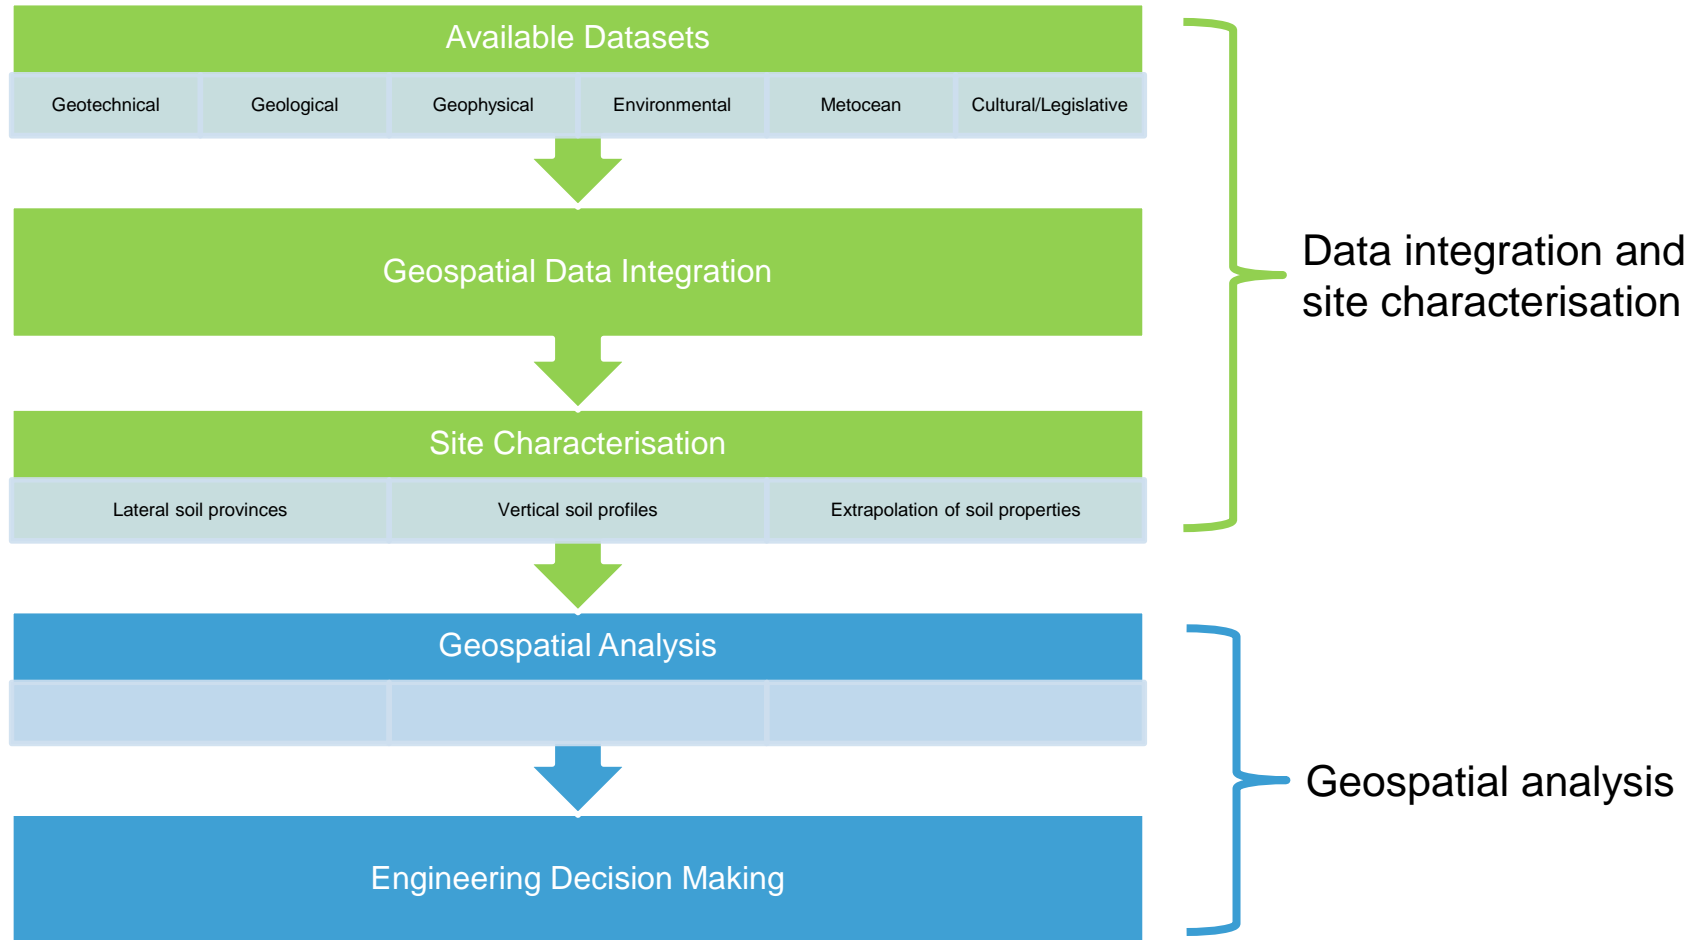 Available Datasets
Geotechnical
Geological
Geophysical
Environmental
Metocean
Cultural/Legislative
Geospatial Data Integration
Data integration and
site characterisation
Site Characterisation
Lateral soil provinces
Vertical soil profiles
Extrapolation of soil properties
Geospatial Analysis
Geospatial analysis
Engineering Decision Making